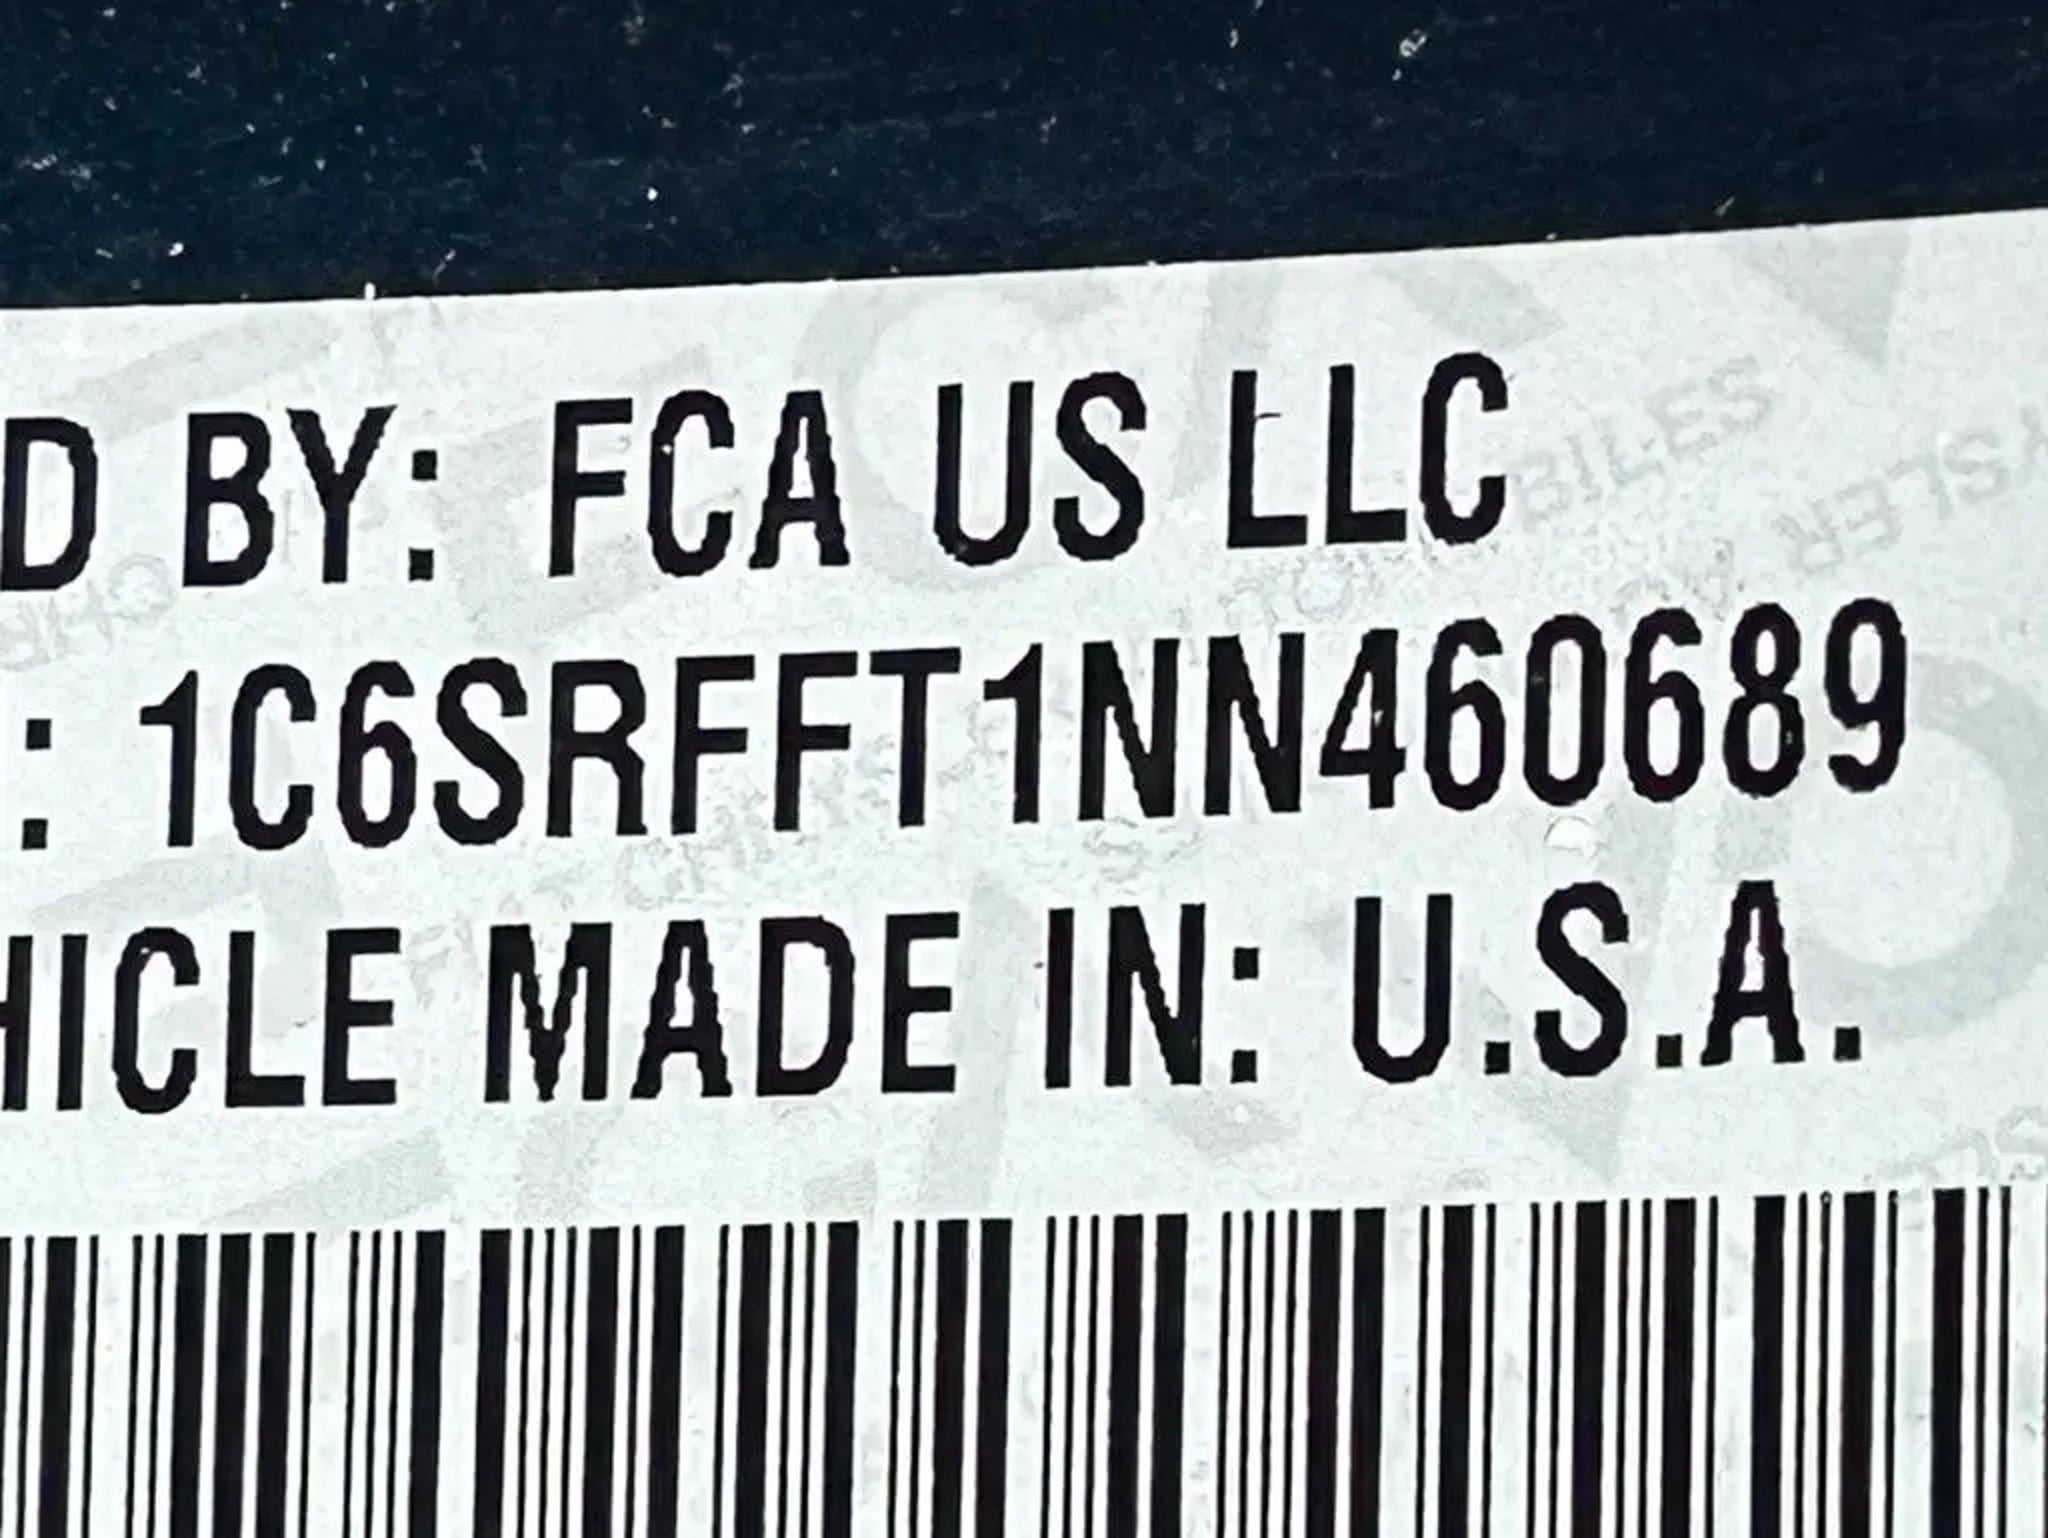 D BY: FCA US LLC
: 1C6SRFFT1NN460689
HICLE MADE IN: U.S.A.